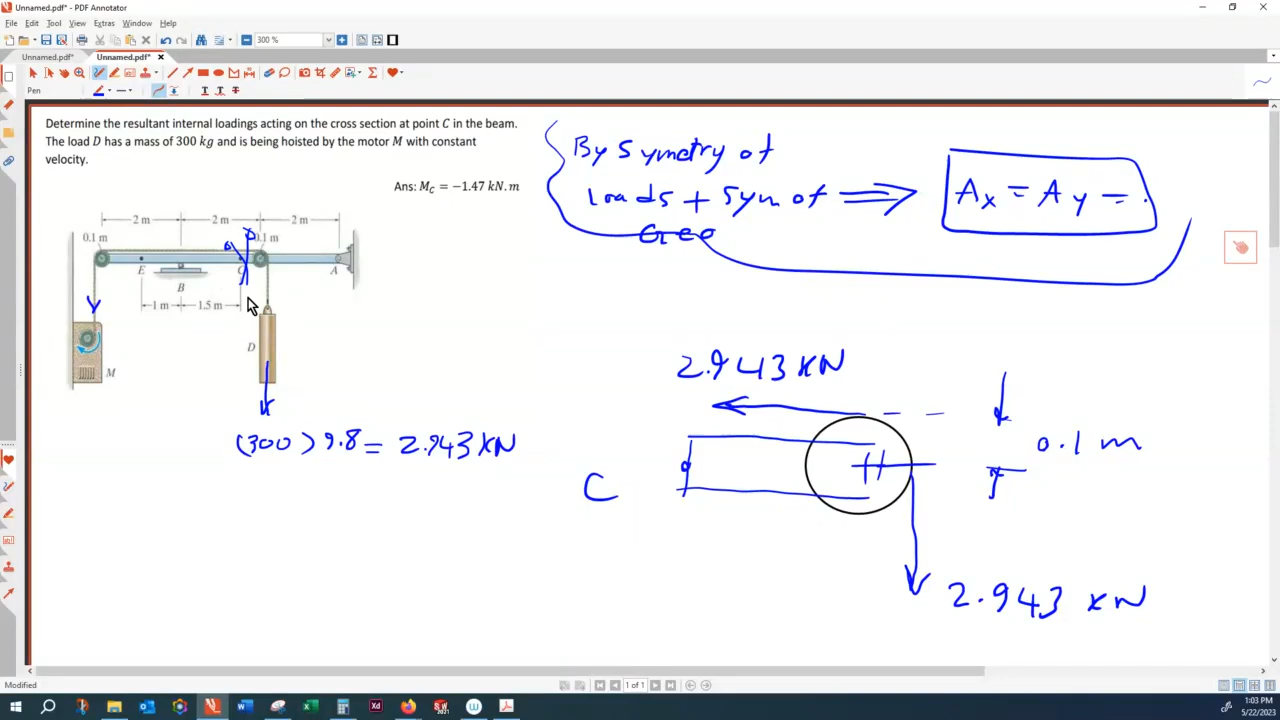 Unnamed.pdf* - PDF Annotator
File Edit Tool View Extras Window Help
300 %
Unnamed.pdf* Unnamed.pdf*
Pen
Determine the resultant internal loadings acting on the cross section at point C in the beam.
The load D has a mass of 300 kg and is being hoisted by the motor M with constant
velocity.
Ans: M_C = −1.47 kN.m
2 m 2 m 2 m
0.1 m 0.1 m
E C A
B
1 m 1.5 m
D
M
(300)9.8 = 2.943 KN
By Symetry of
loads + Sym of ⟹ Ax = Ay =
Geo
2.943 KN
0.1 m
C
2.943 KN
Modified
1 of 1
Xd
SW
2021
1:03 PM
5/22/2023